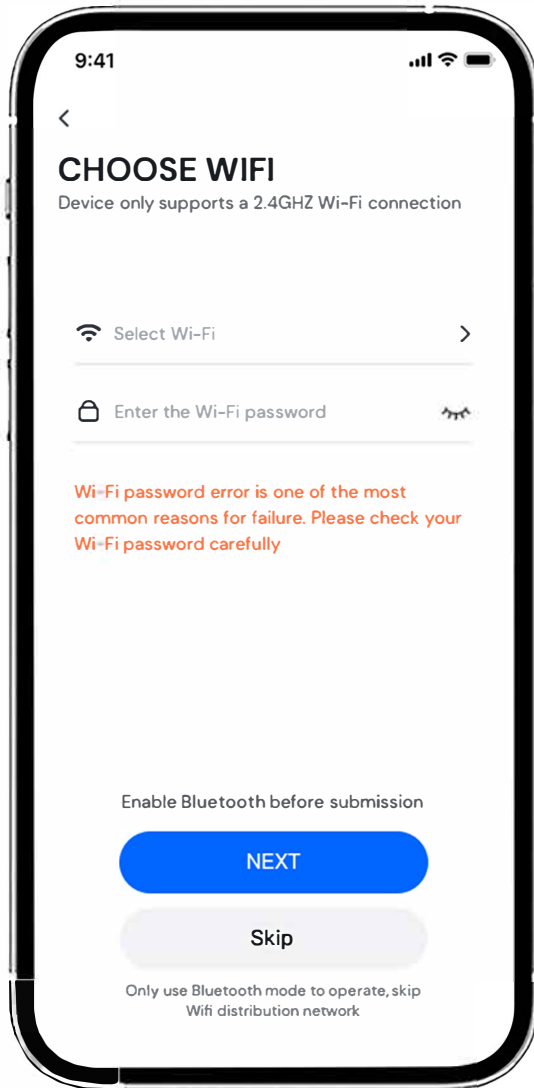 9:41
CHOOSE WIFI
Device only supports a 2.4GHZ Wi-Fi connection
Select Wi-Fi
Enter the Wi-Fi password
Wi-Fi password error is one of the most
common reasons for failure. Please check your
Wi-Fi password carefully
Enable Bluetooth before submission
NEXT
Skip
Only use Bluetooth mode to operate, skip
Wifi distribution network